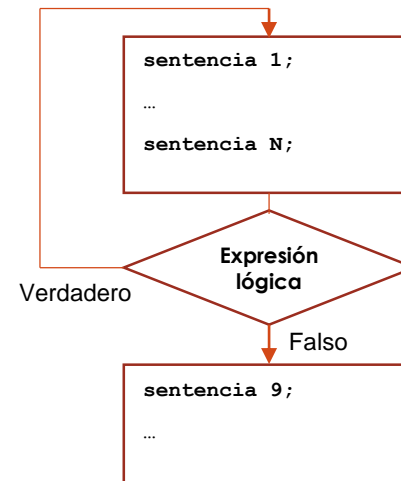 sentencia 1;
…
sentencia N;
Expresión
lógica
Verdadero
Falso
sentencia 9;
…